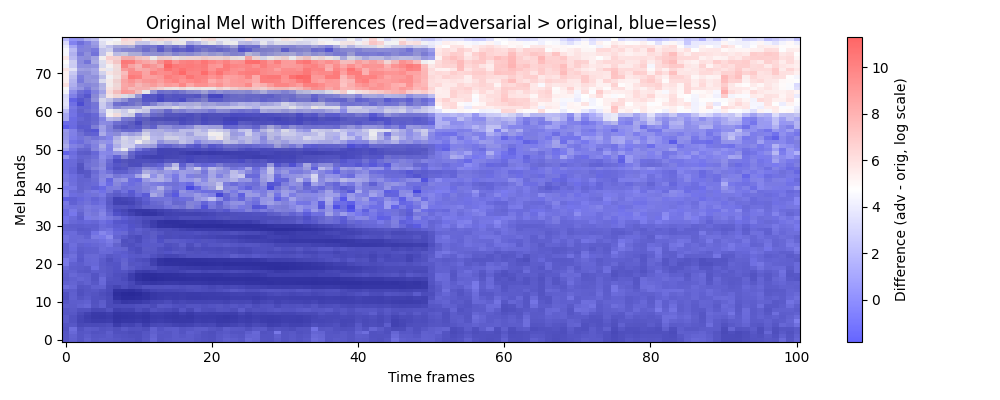 Original Mel with Differences (red=adversarial > original, blue=less)
Mel bands
70
60
50
40
30
20
10
0
0 20 40 60 80 100
Time frames
10
8
6
4
2
0
Difference (adv - orig, log scale)